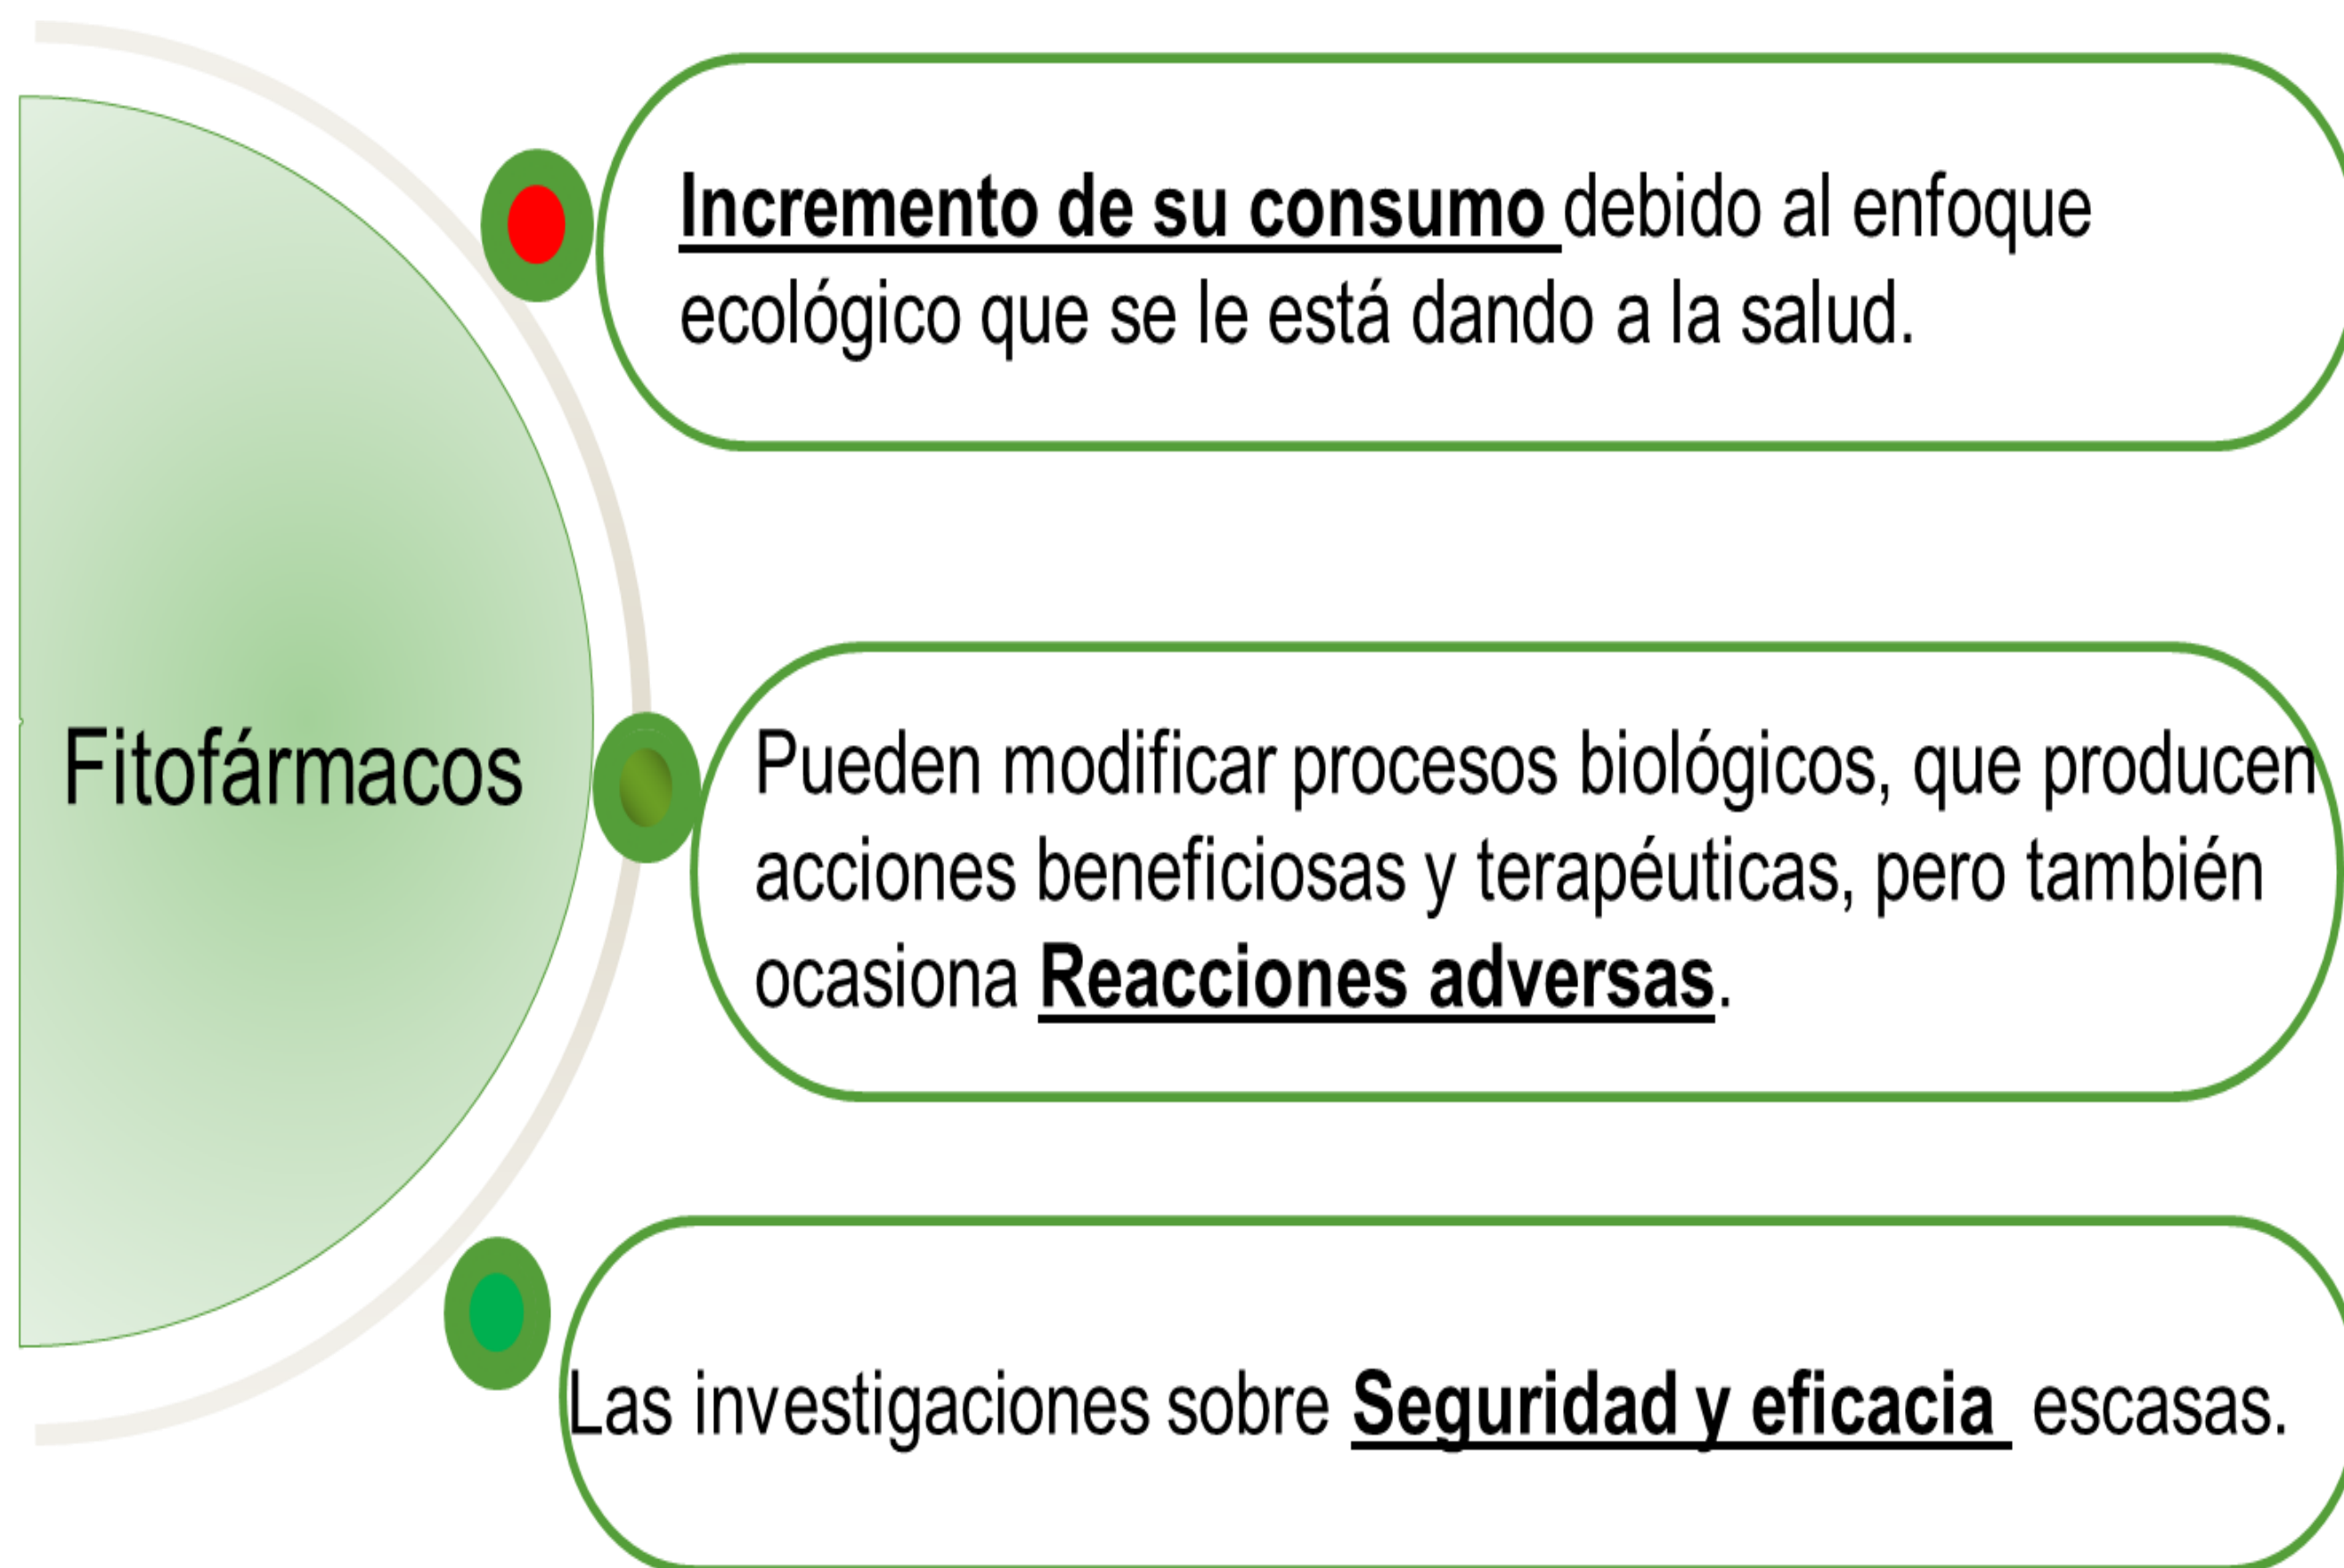 Incremento de su consumo debido al enfoque
ecológico que se le está dando a la salud.
Fitofármacos
Pueden modificar procesos biológicos, que producen
acciones beneficiosas y terapéuticas, pero también
ocasiona Reacciones adversas.
Las investigaciones sobre Seguridad y eficacia escasas.